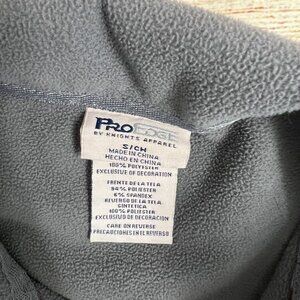 PROEDGE
BY KNIGHTS APPAREL
S/CH
MADE IN CHINA
HECHO EN CHINA
100% POLYESTER
EXCLUSIVE OF DECORATION
FRENTE DE LA TELA
94% POLIESTER
6% SPANDEX
REVERSO DE LA TELA
SINTETICA
100% POLIESTER
EXCLUSIVO DE DECORACION
CARE ON REVERSE
PRECAUCIONES EN EL REVERSO